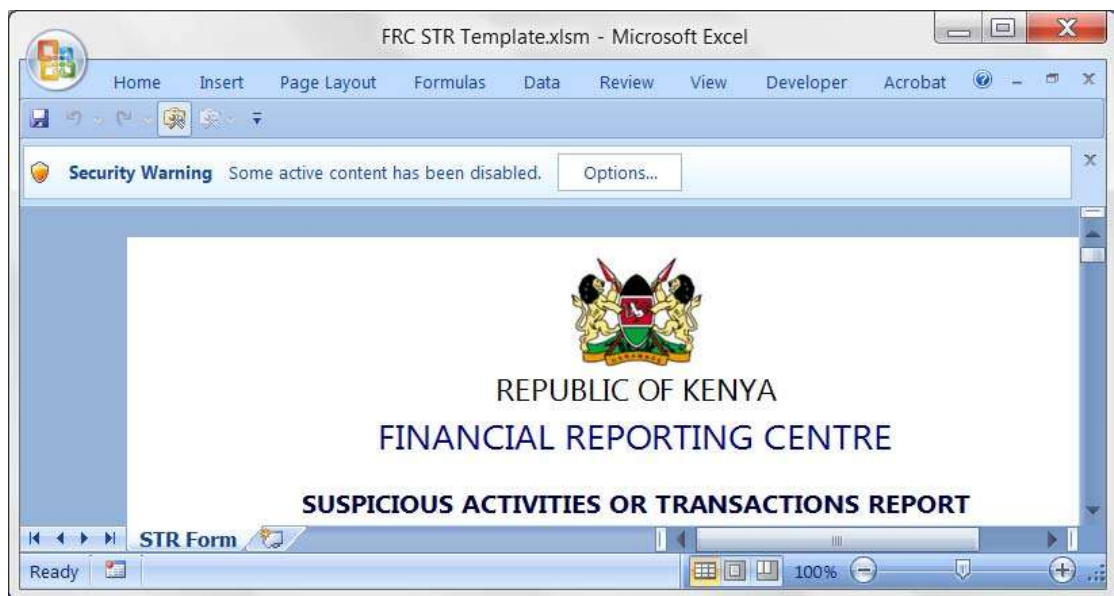 FRC STR Template.xlsm - Microsoft Excel
Home Insert Page Layout Formulas Data Review View Developer Acrobat
Security Warning Some active content has been disabled. Options...
REPUBLIC OF KENYA
FINANCIAL REPORTING CENTRE
SUSPICIOUS ACTIVITIES OR TRANSACTIONS REPORT
STR Form
Ready 100%